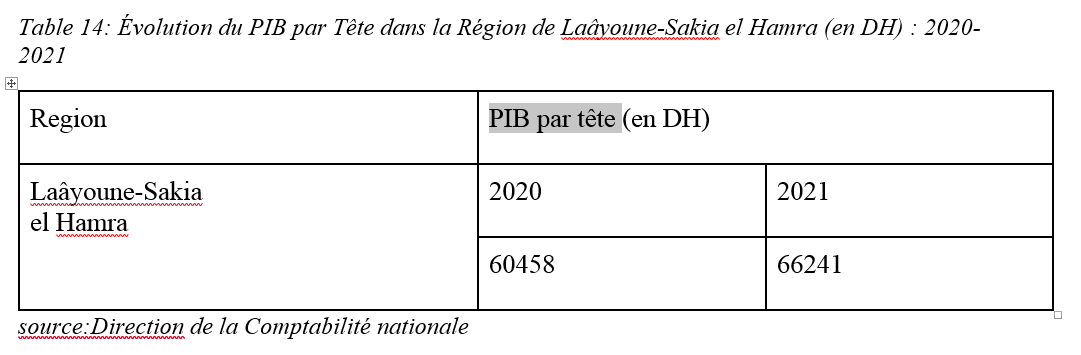 Table 14: Évolution du PIB par Tête dans la Région de Laâyoune-Sakia el Hamra (en DH) : 2020-
2021
Region
PIB par tête (en DH)
Laâyoune-Sakia
el Hamra
2020
2021
60458
66241
source:Direction de la Comptabilité nationale